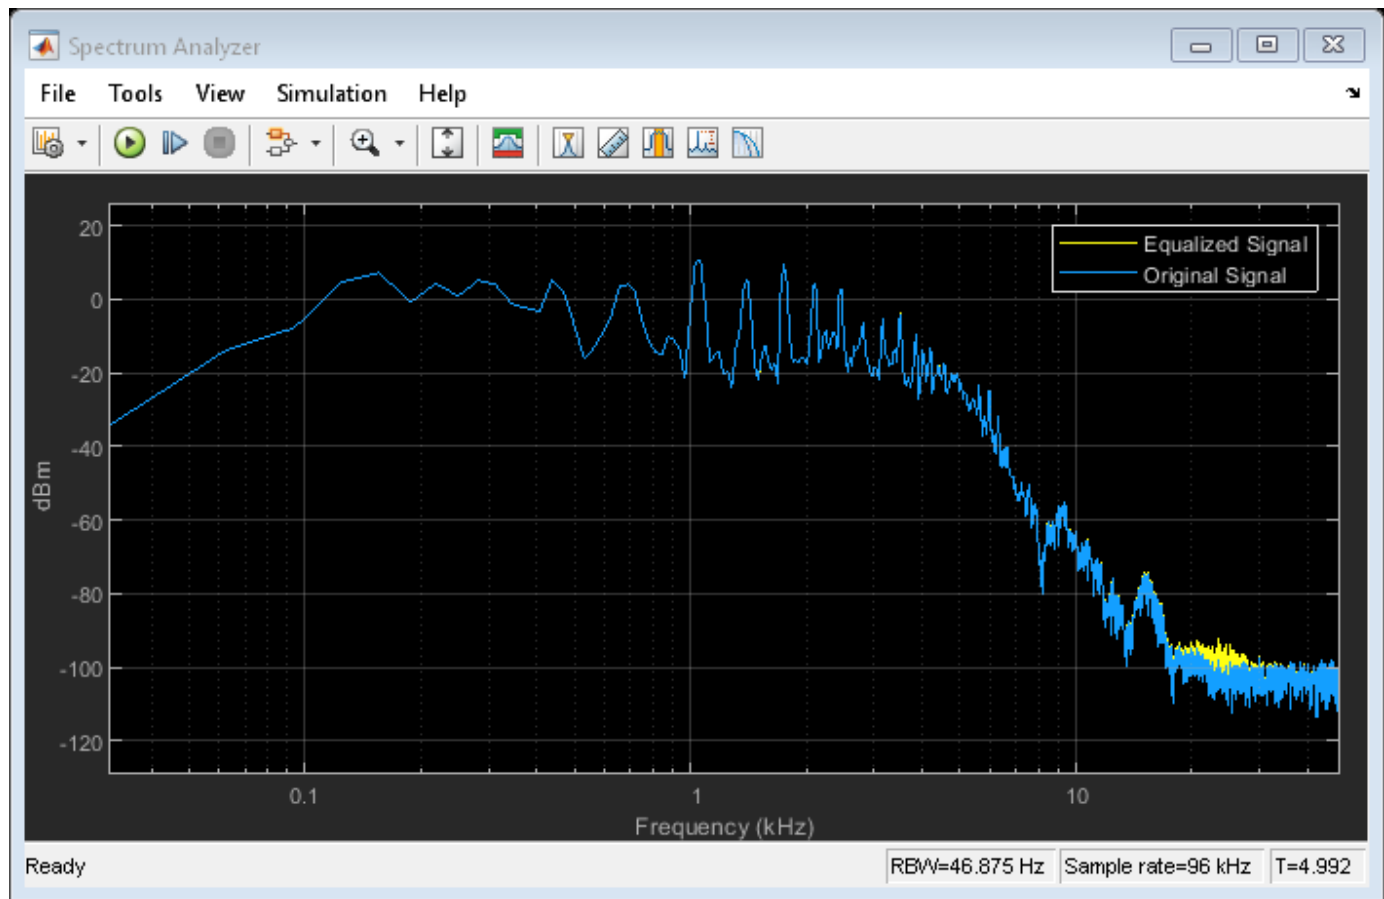 Spectrum Analyzer
File Tools View Simulation Help
Equalized Signal
Original Signal
20
0
-20
-40
-60
-80
-100
-120
dBm
0.1 1 10
Frequency (kHz)
Ready RBW=46.875 Hz Sample rate=96 kHz T=4.992